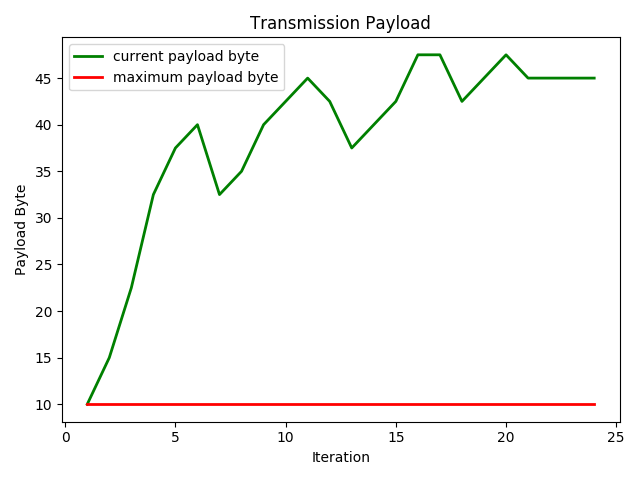 Transmission Payload
current payload byte
maximum payload byte
45
40
35
30
25
20
15
10
Payload Byte
0
5
10
15
20
25
Iteration